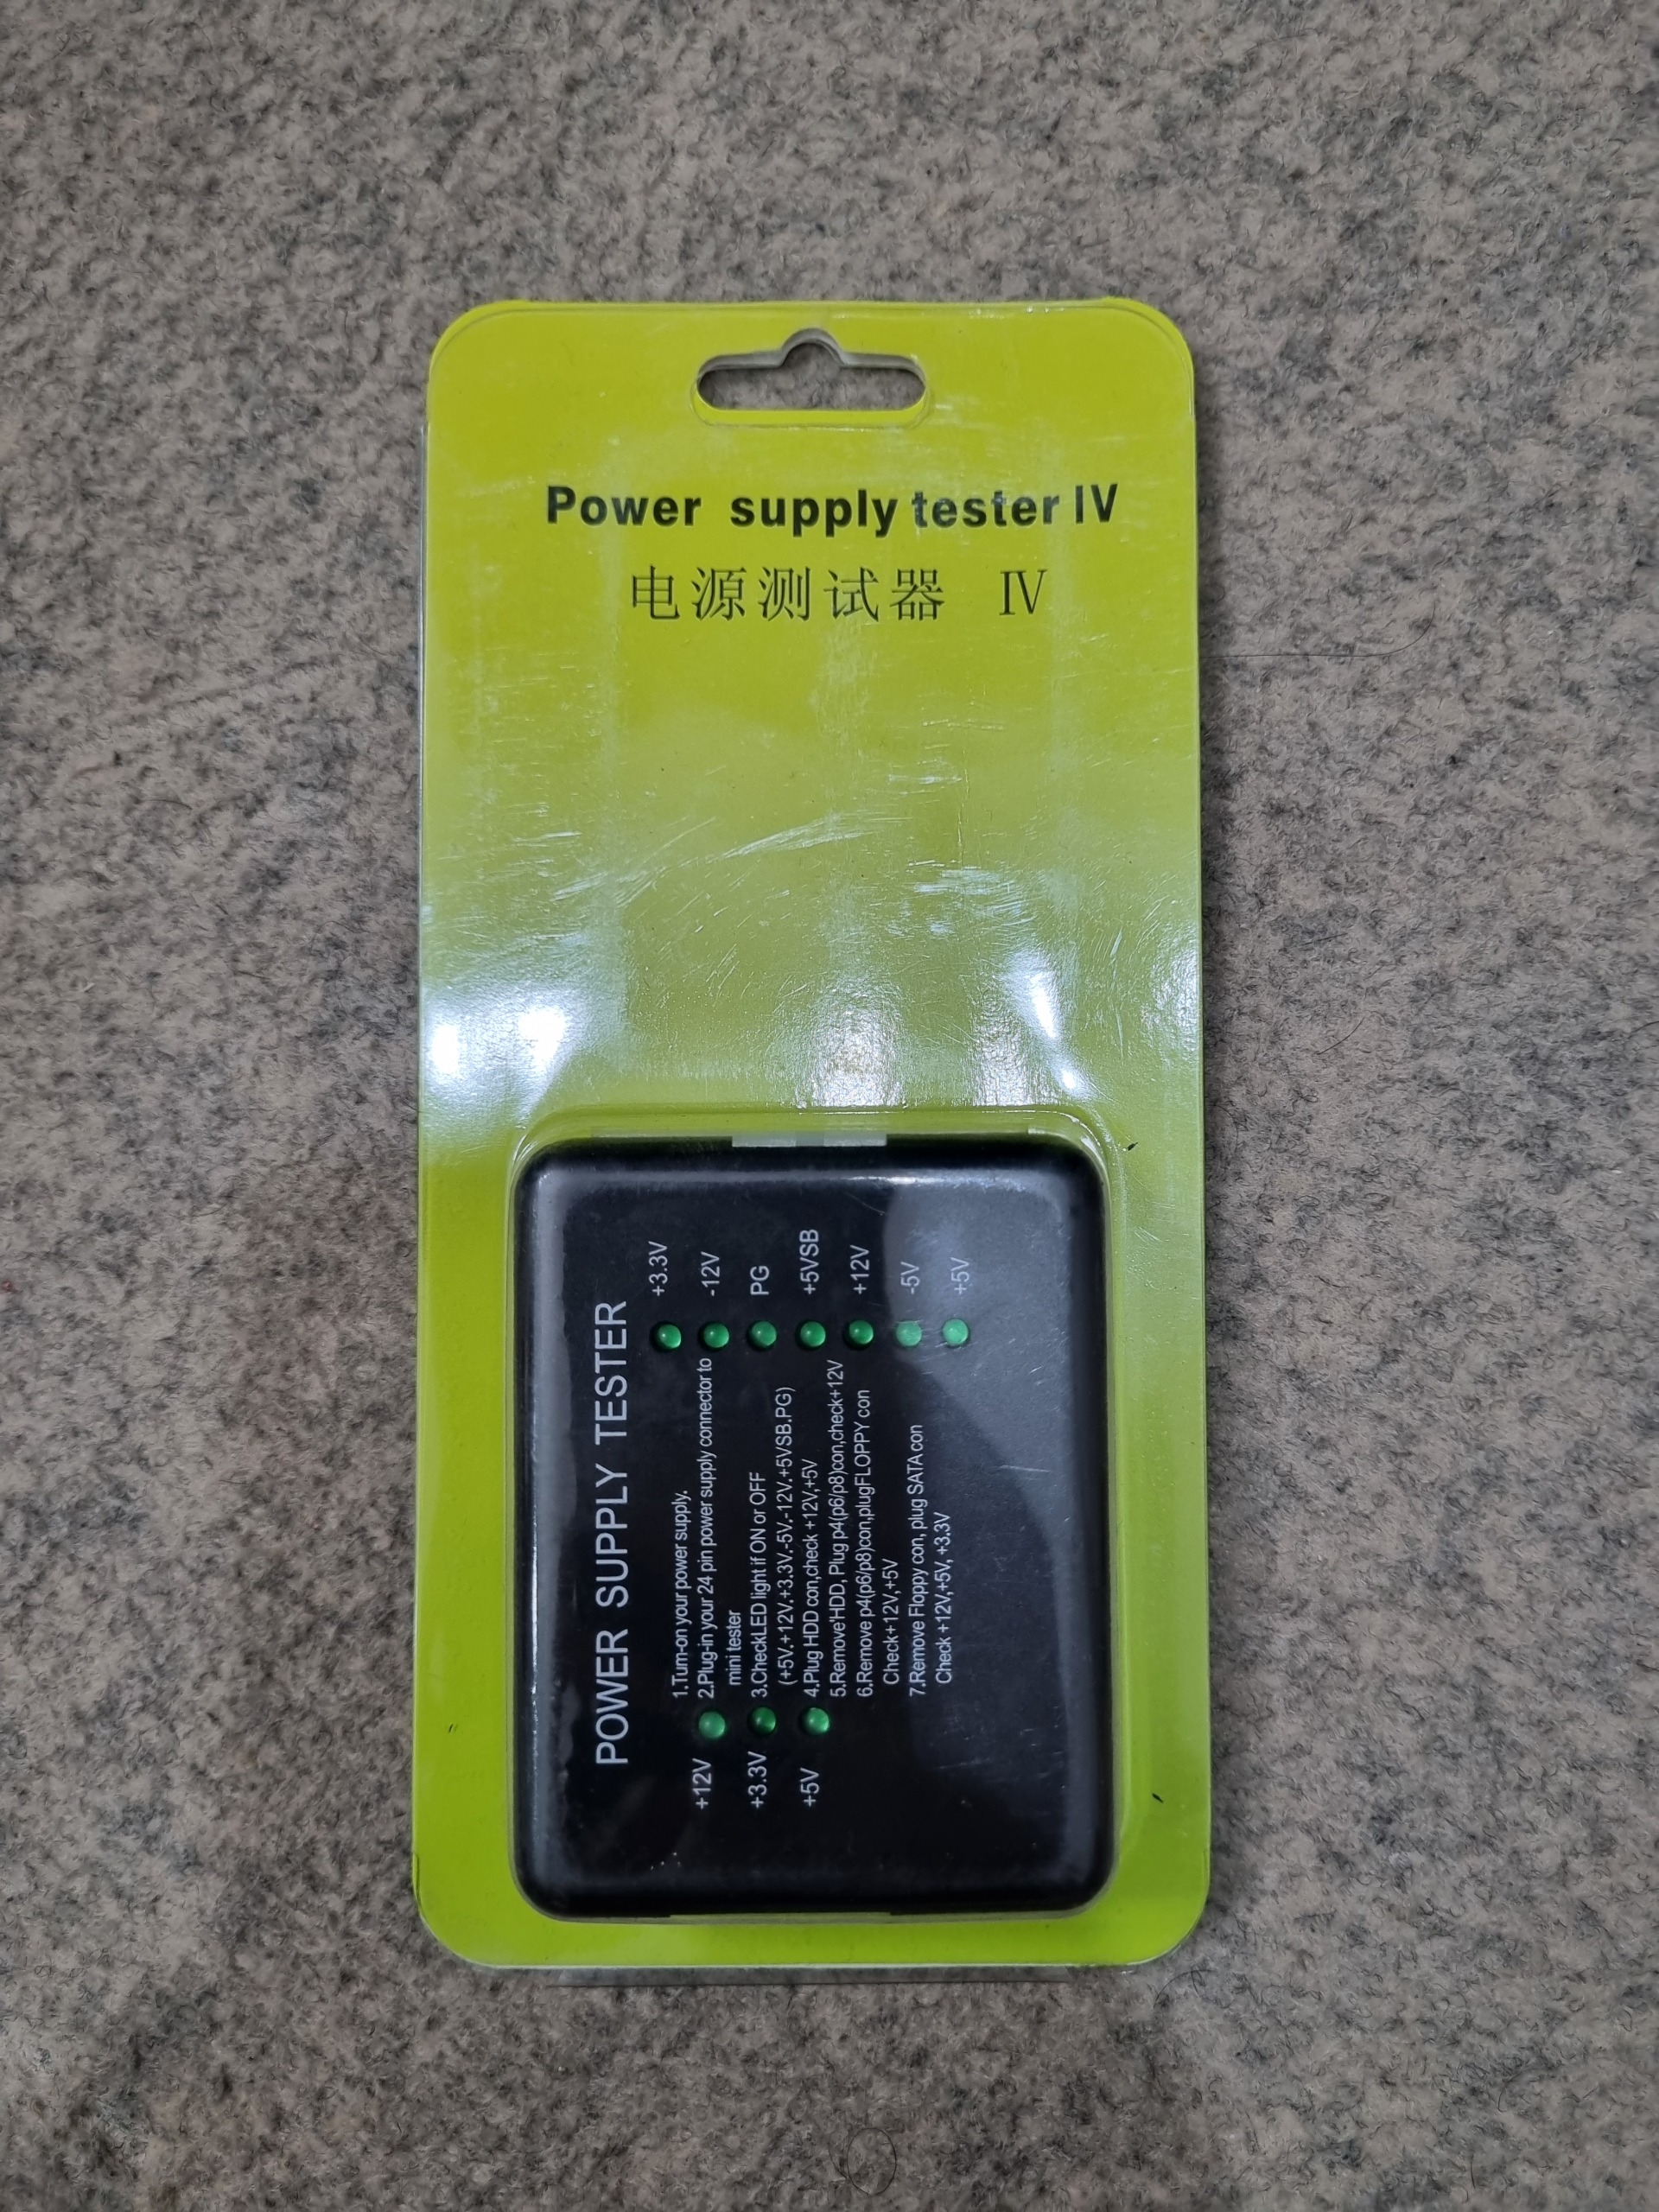 Power supply tester IV
电源测试器 Ⅳ
POWER SUPPLY TESTER
+12V
+3.3V
+5V
1.Turn-on your power supply.
2.Plug-in your 24 pin power supply connector to
mini tester
3.CheckLED light if ON or OFF
(+5V.+12V.+3.3V.-5V.-12V.+5VSB.PG)
4.Plug HDD con,check +12V,+5V
5.Remove'HDD, Plug p4(p6/p8)con,check+12V
6.Remove p4(p6/p8)con,plugFLOPPY con
Check+12V,+5V
7.Remove Floppy con, plug SATA con
Check +12V,+5V, +3.3V
+3.3V
-12V
PG
+5VSB
+12V
-5V
+5V